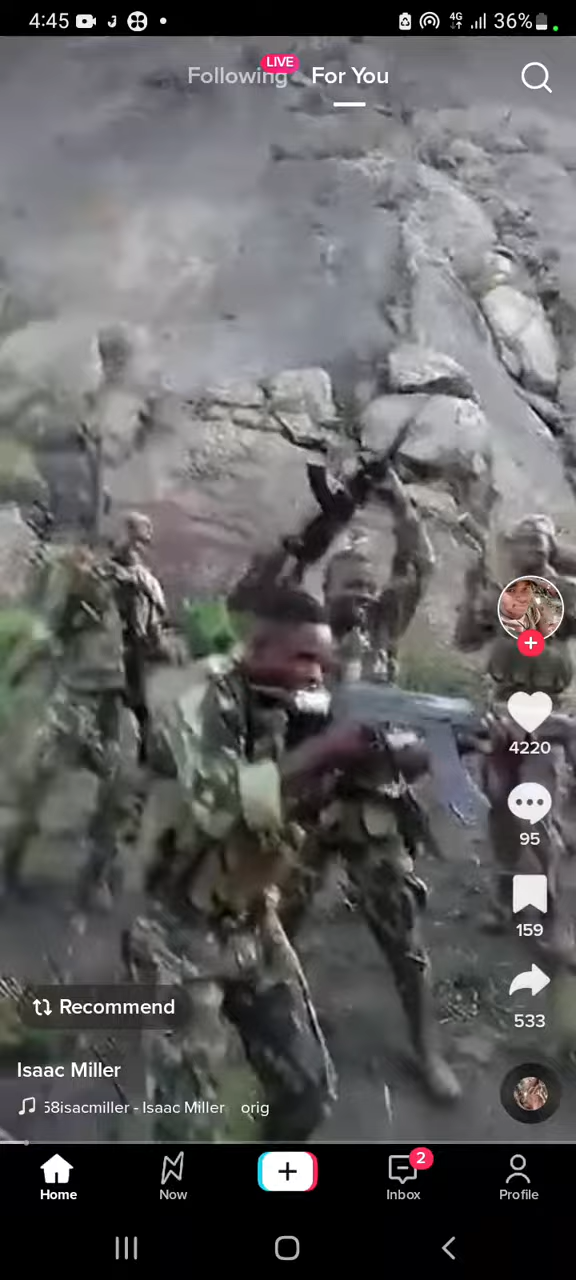 4:45 4G 36%
LIVE
Following For You
4220
95
159
Recommend
533
Isaac Miller
58isacmiller - Isaac Miller orig
2
Home Now Inbox Profile